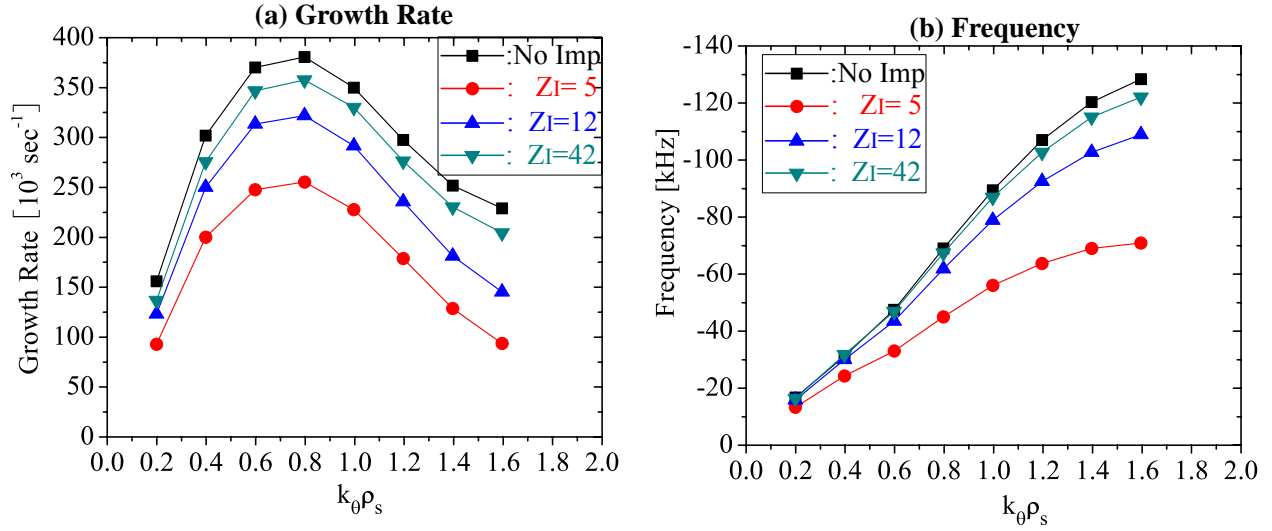 (a) Growth Rate
400
350
300
250
200
150
100
50
0
Growth Rate [10³ sec⁻¹]
:No Imp
: ZI= 5
: ZI=12
: ZI=42
0.0 0.2 0.4 0.6 0.8 1.0 1.2 1.4 1.6 1.8 2.0
kθρs
(b) Frequency
-140
-120
-100
-80
-60
-40
-20
0
Frequency [kHz]
:No Imp
: ZI= 5
: ZI=12
: ZI=42
0.0 0.2 0.4 0.6 0.8 1.0 1.2 1.4 1.6 1.8 2.0
kθρs